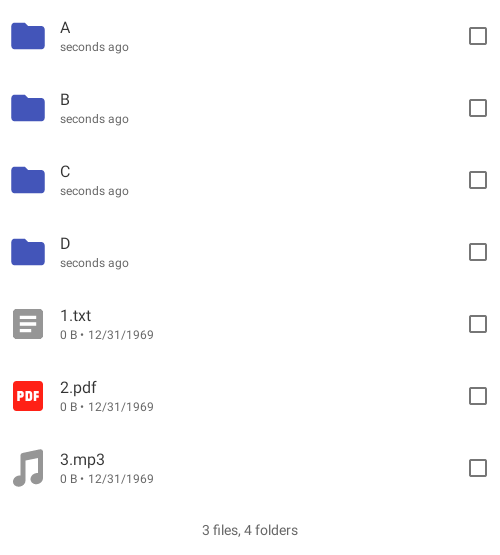 A
seconds ago
B
seconds ago
C
seconds ago
D
seconds ago
1.txt
0 B • 12/31/1969
PDF
2.pdf
0 B • 12/31/1969
3.mp3
0 B • 12/31/1969
3 files, 4 folders